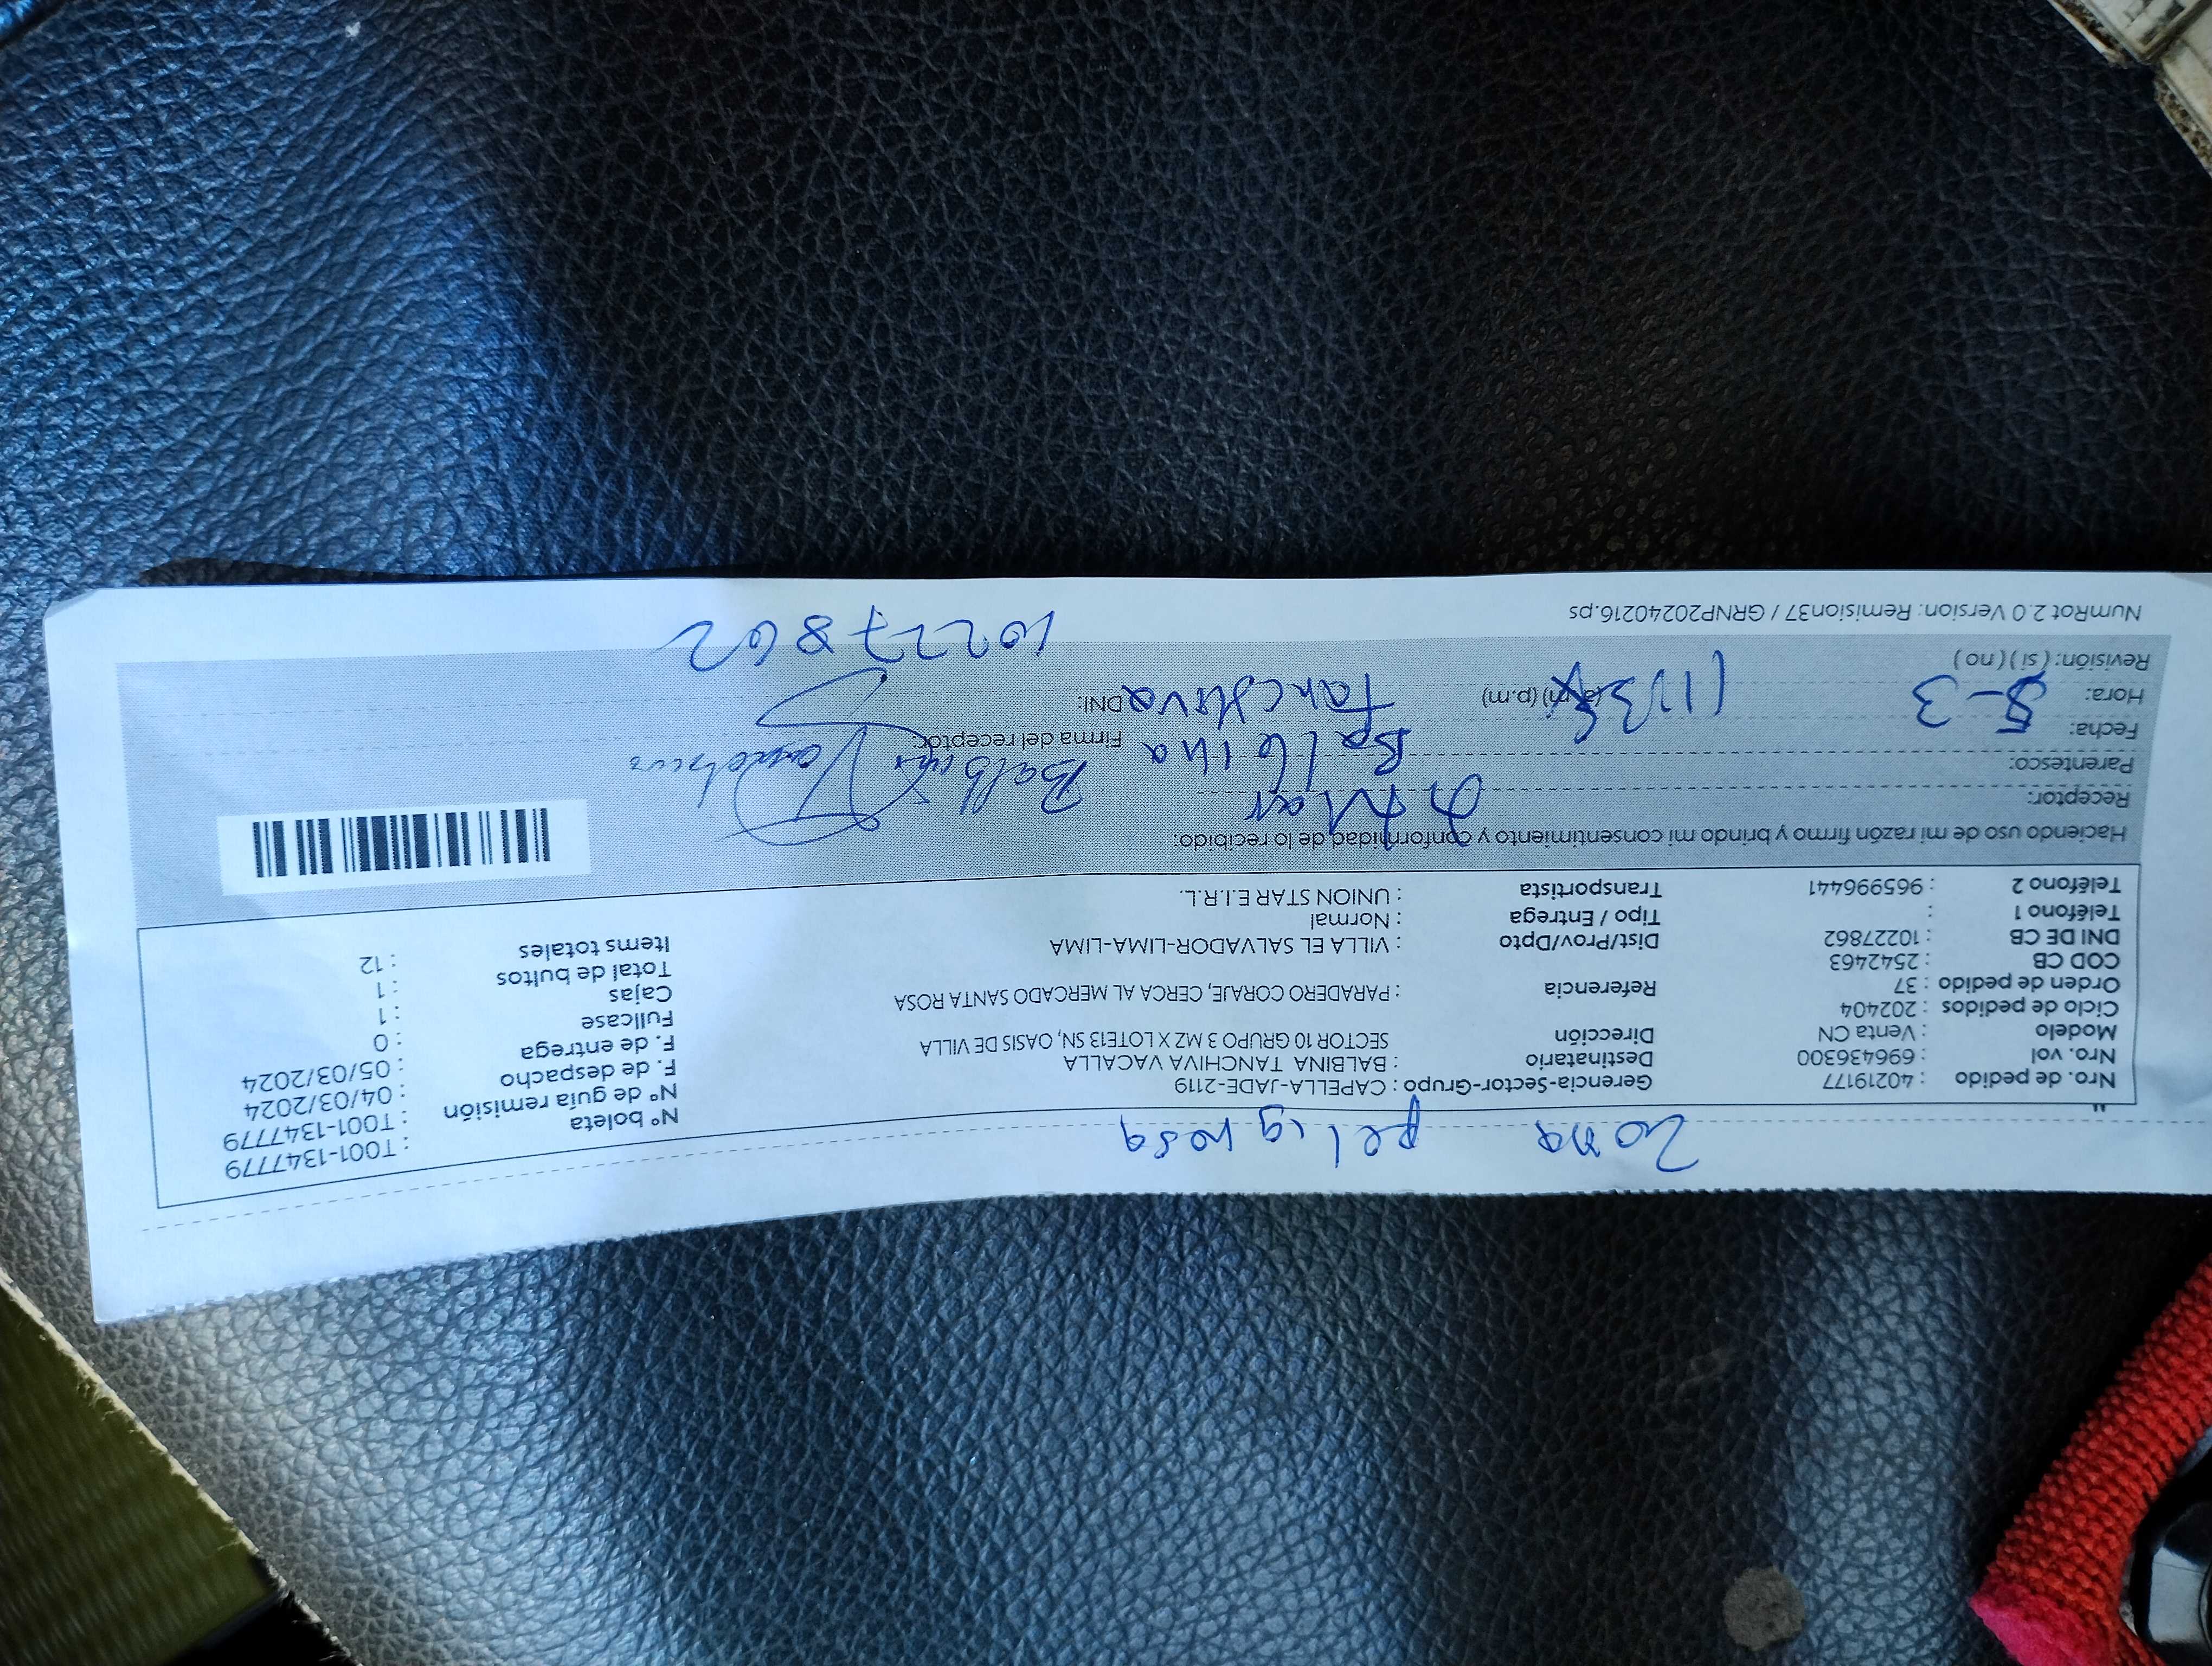 Zona peligrosa
Nro. de pedido : 40219177
Nro. vol : 696436300
Modelo : Venta CN
Ciclo de pedidos : 202404
Orden de pedido : 37
COD CB : 2542463
DNI DE CB : 10227862
Teléfono 1 :
Teléfono 2 : 965996441
Gerencia-Sector-Grupo : CAPELLA-JADE-2119
Destinatario : BALBINA TANCHIVA VACALLA
Dirección SECTOR 10 GRUPO 3 MZ X LOTE13 SN, OASIS DE VILLA
Referencia : PARADERO CORAJE, CERCA AL MERCADO SANTA ROSA
Dist/Prov/Dpto : VILLA EL SALVADOR-LIMA-LIMA
Tipo / Entrega : Normal
Transportista : UNION STAR E.I.R.L.
N° boleta : T001-1347779
N° de guía remisión : T001-1347779
F. de despacho : 04/03/2024
F. de entrega : 05/03/2024
Fullcase : 0
Cajas : 1
Total de bultos : 1
Items totales : 12
Haciendo uso de mi razón firmo y brindo mi consentimiento y conformidad de lo recibido:
Receptor:
Parentesco:
Fecha: 5-3
Hora: (a.m) (p.m)
Revisión: (si) (no)
Balbina
Firma del receptor:
DNI:
10227862
NumRot 2.0 Version: Remision37 / GRNP20240216.ps